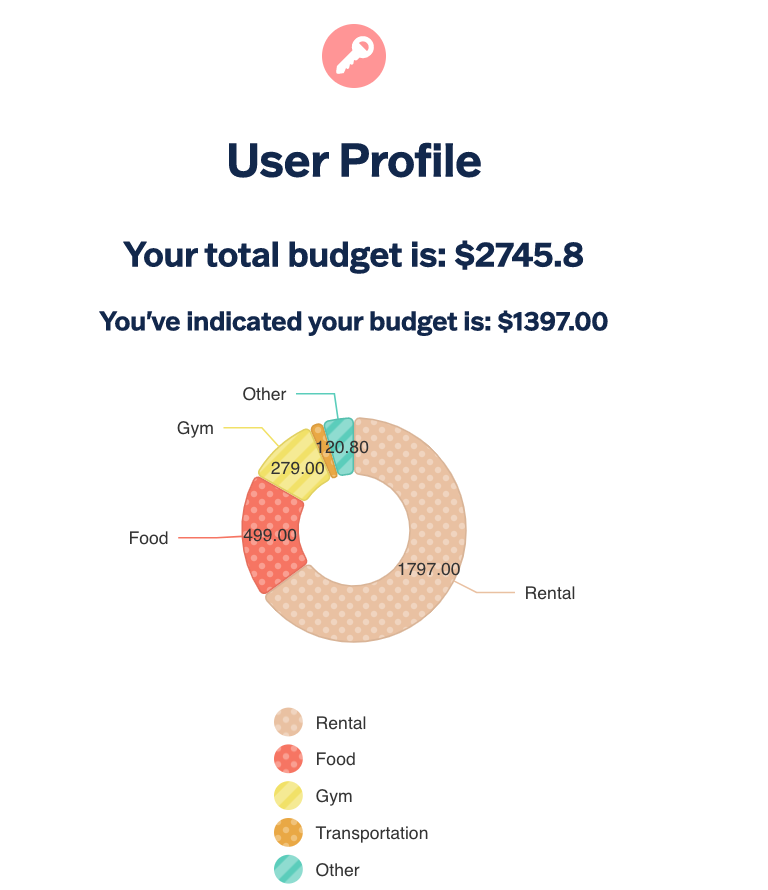 User Profile
Your total budget is: $2745.8
You've indicated your budget is: $1397.00
Other
Gym
120.80
279.00
Food
499.00
1797.00
Rental
Rental
Food
Gym
Transportation
Other